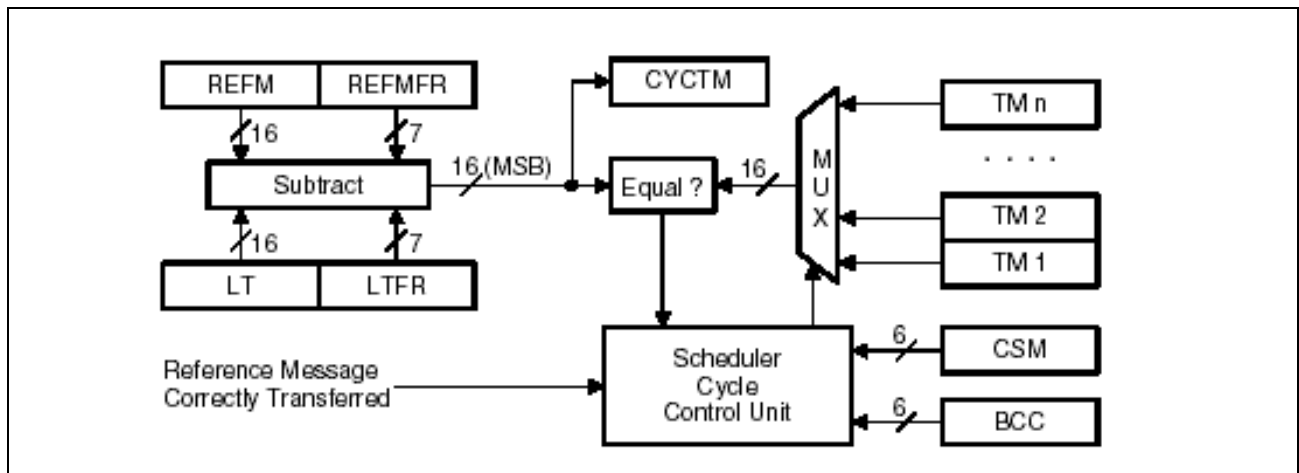 REFM REFMFR
16 7
Subtract
16 7
LT LTFR
16 (MSB)
CYCTM
Equal ?
16
MUX
TM n
. . . .
TM 2
TM 1
Reference Message
Correctly Transferred
Scheduler
Cycle
Control Unit
6
CSM
6
BCC